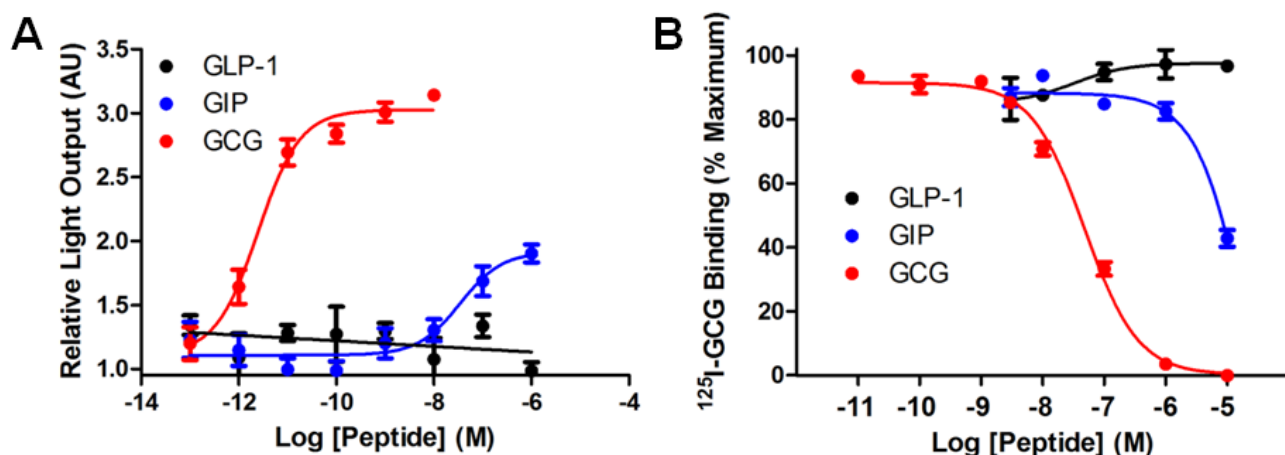 A
Relative Light Output (AU)
3.5
3.0
2.5
2.0
1.5
1.0
GLP-1
GIP
GCG
-14
-12
-10
-8
-6
-4
Log [Peptide] (M)
B
¹²⁵I-GCG Binding (% Maximum)
100
80
60
40
20
0
GLP-1
GIP
GCG
-11
-10
-9
-8
-7
-6
-5
Log [Peptide] (M)